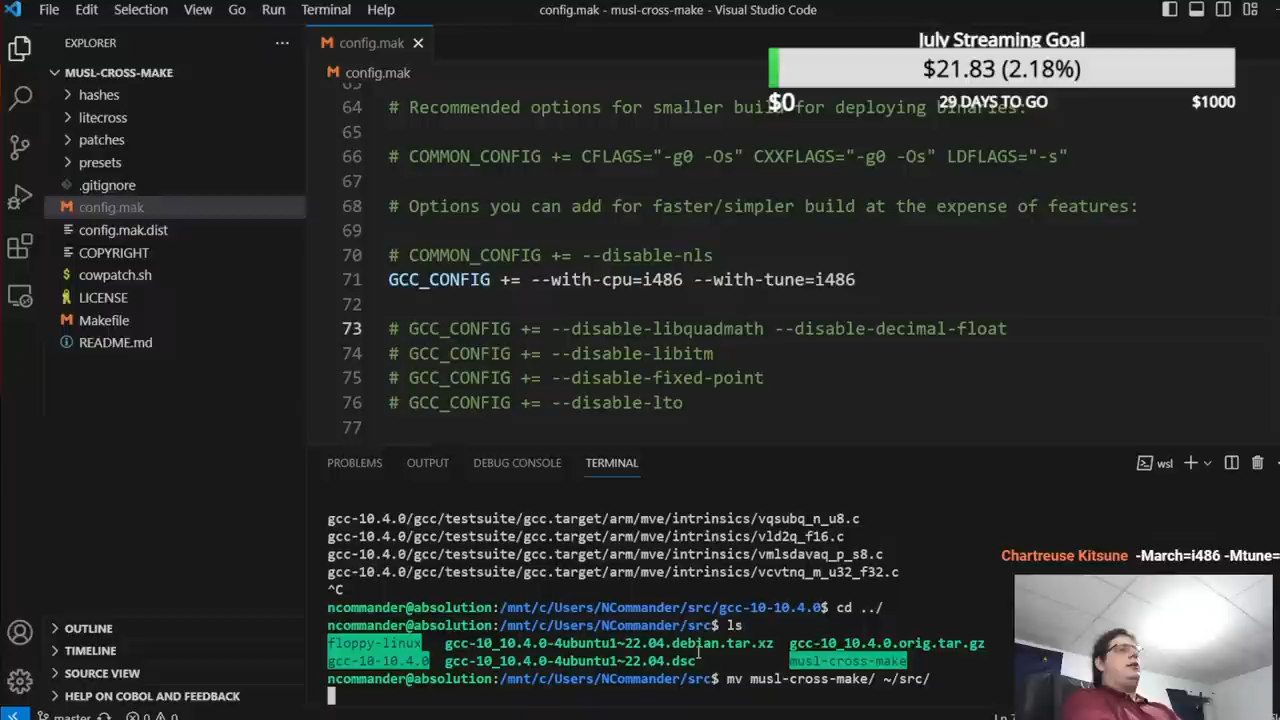 File Edit Selection View Go Run Terminal Help config.mak - musl-cross-make - Visual Studio Code
EXPLORER
MUSL-CROSS-MAKE
hashes
litecross
patches
presets
.gitignore
config.mak
config.mak.dist
COPYRIGHT
cowpatch.sh
LICENSE
Makefile
README.md
OUTLINE
TIMELINE
SOURCE VIEW
HEX PATH TO COBOL AND FEEDBACK
master
config.mak
config.mak
July Streaming Goal
$21.83 (2.18%)
$0 29 DAYS TO GO $1000
64 # Recommended options for smaller build for deploying binaries:
65
66 # COMMON_CONFIG += CFLAGS="-g0 -Os" CXXFLAGS="-g0 -Os" LDFLAGS="-s"
67
68 # Options you can add for faster/simpler build at the expense of features:
69
70 # COMMON_CONFIG += --disable-nls
71 GCC_CONFIG += --with-cpu=i486 --with-tune=i486
72
73 # GCC_CONFIG += --disable-libquadmath --disable-decimal-float
74 # GCC_CONFIG += --disable-libitm
75 # GCC_CONFIG += --disable-fixed-point
76 # GCC_CONFIG += --disable-lto
77
PROBLEMS OUTPUT DEBUG CONSOLE TERMINAL wsl
gcc-10.4.0/gcc/testsuite/gcc.target/arm/mve/intrinsics/vqsubq_n_u8.c
gcc-10.4.0/gcc/testsuite/gcc.target/arm/mve/intrinsics/vld2q_f16.c
gcc-10.4.0/gcc/testsuite/gcc.target/arm/mve/intrinsics/vmlsdavaq_p_s8.c
gcc-10.4.0/gcc/testsuite/gcc.target/arm/mve/intrinsics/vcvtnq_m_u32_f32.c
^C
ncommander@absolution:/mnt/c/Users/NCommander/src/gcc-10-10.4.0$ cd ../
ncommander@absolution:/mnt/c/Users/NCommander/src$ ls
floppy-linux gcc-10_10.4.0-4ubuntu1~22.04.debian.tar.xz gcc-10_10.4.0.orig.tar.gz
gcc-10-10.4.0 gcc-10_10.4.0-4ubuntu1~22.04.dsc musl-cross-make
ncommander@absolution:/mnt/c/Users/NCommander/src$ mv musl-cross-make/ ~/src/
Chartreuse Kitsune -March=i486 -Mtune=